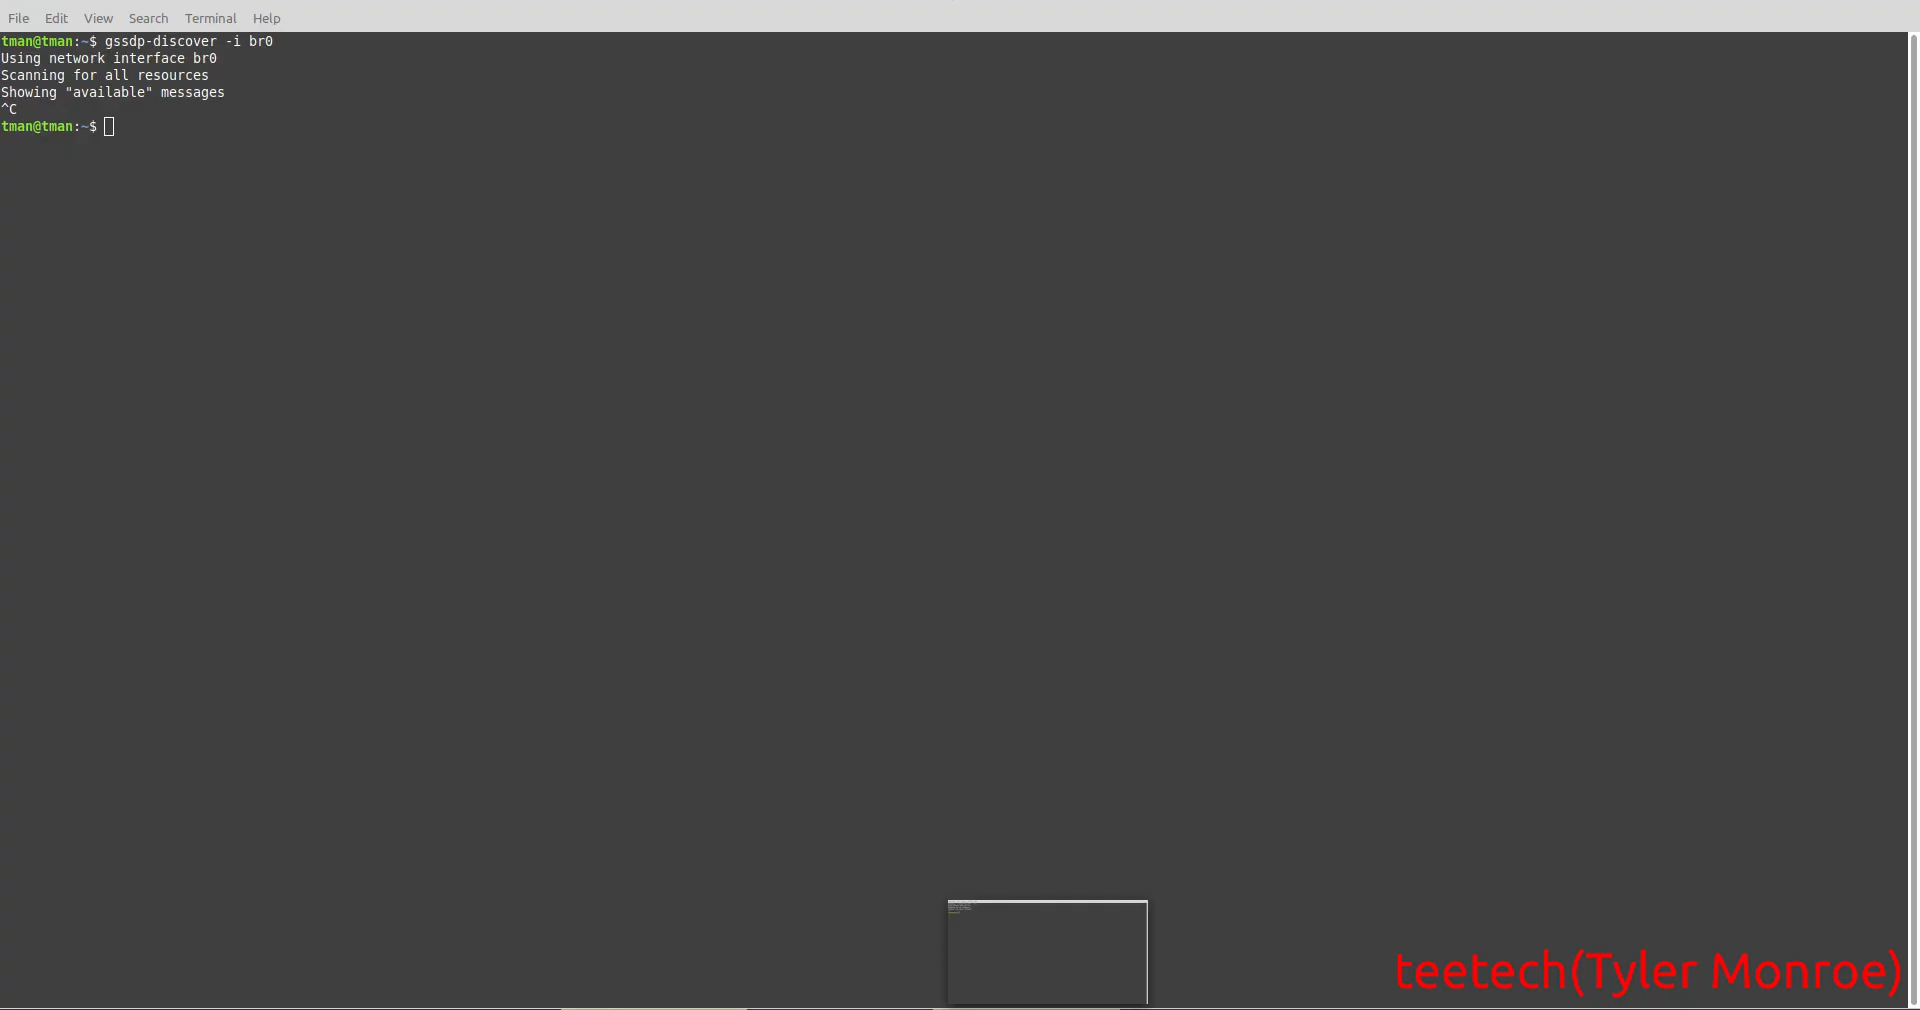 File Edit View Search Terminal Help
tman@tman:~$ gssdp-discover -i br0
Using network interface br0
Scanning for all resources
Showing "available" messages
^C
tman@tman:~$
teetech(Tyler Monroe)